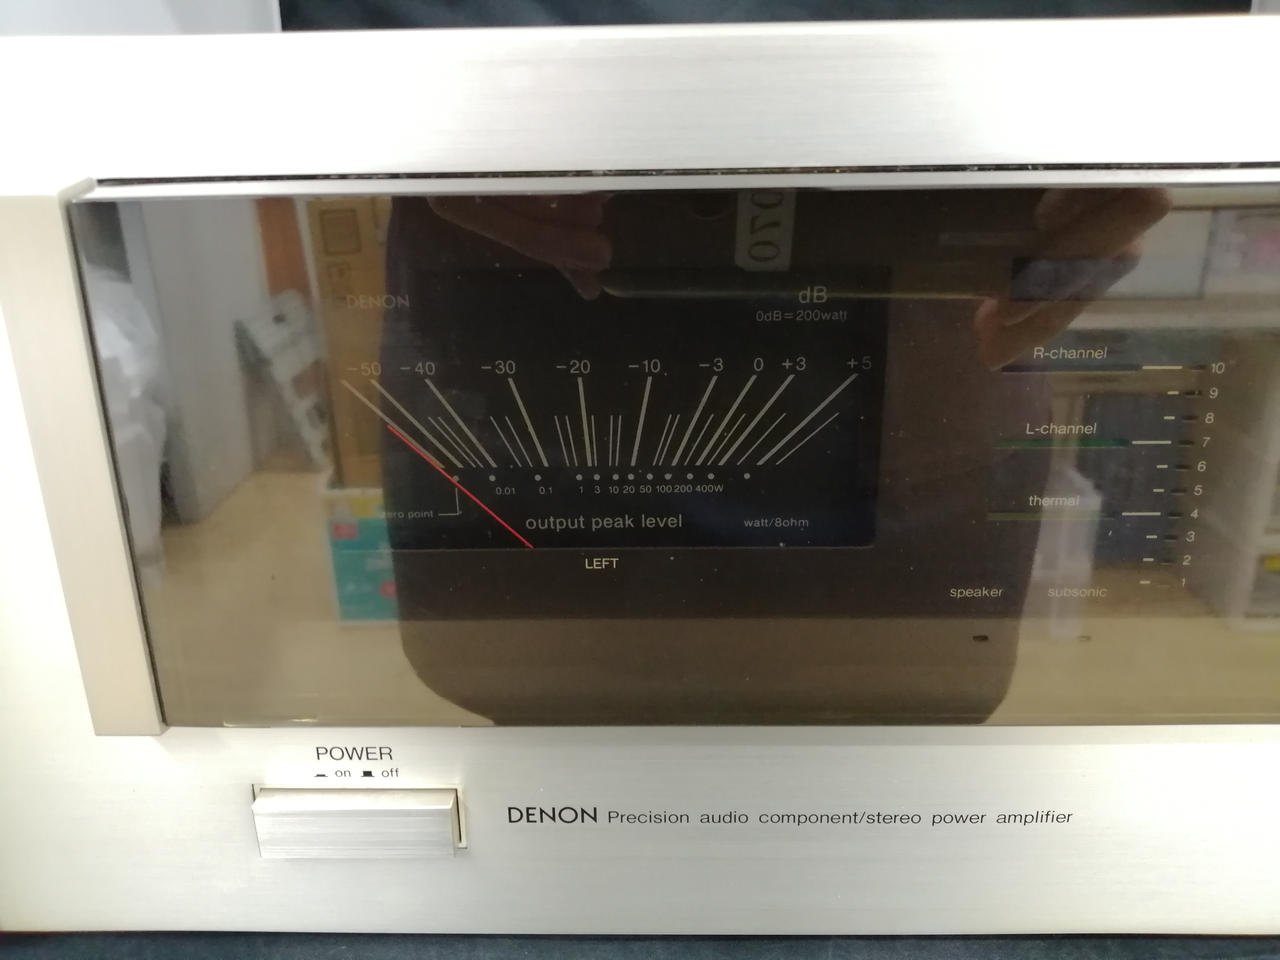 070
DENON
dB
0dB=200watt
-50 -40 -30 -20 -10 -3 0 +3 +5
0.01 0.1 1 3 10 20 50 100 200 400W
zero point
output peak level
watt/8ohm
LEFT
R-channel
L-channel
thermal
10
9
8
7
6
5
4
3
2
1
speaker subsonic
POWER
on off
DENON Precision audio component/stereo power amplifier